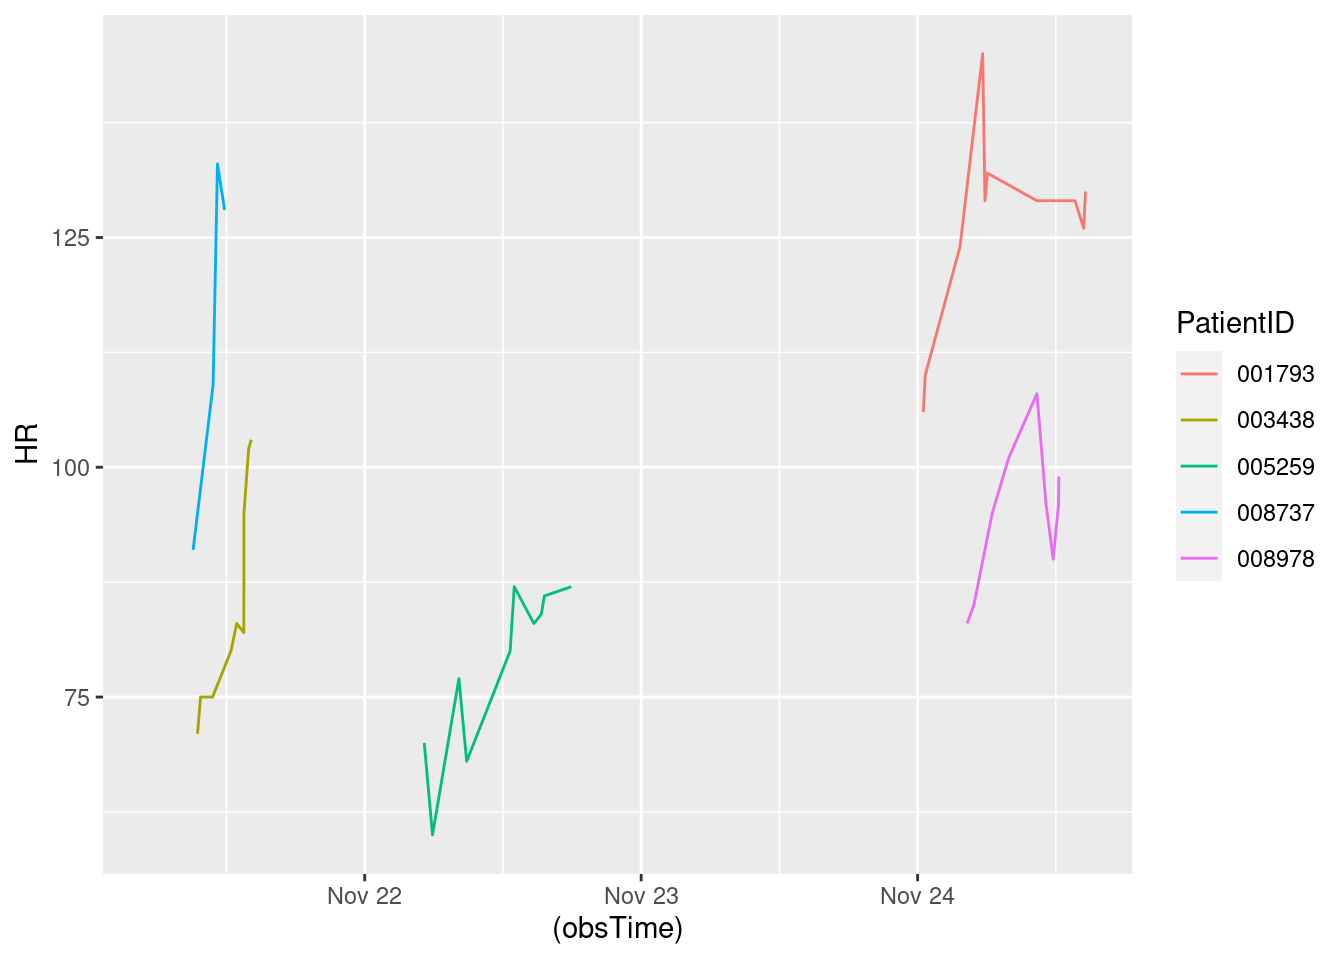 HR
125
100
75
Nov 22
Nov 23
Nov 24
(obsTime)
PatientID
001793
003438
005259
008737
008978